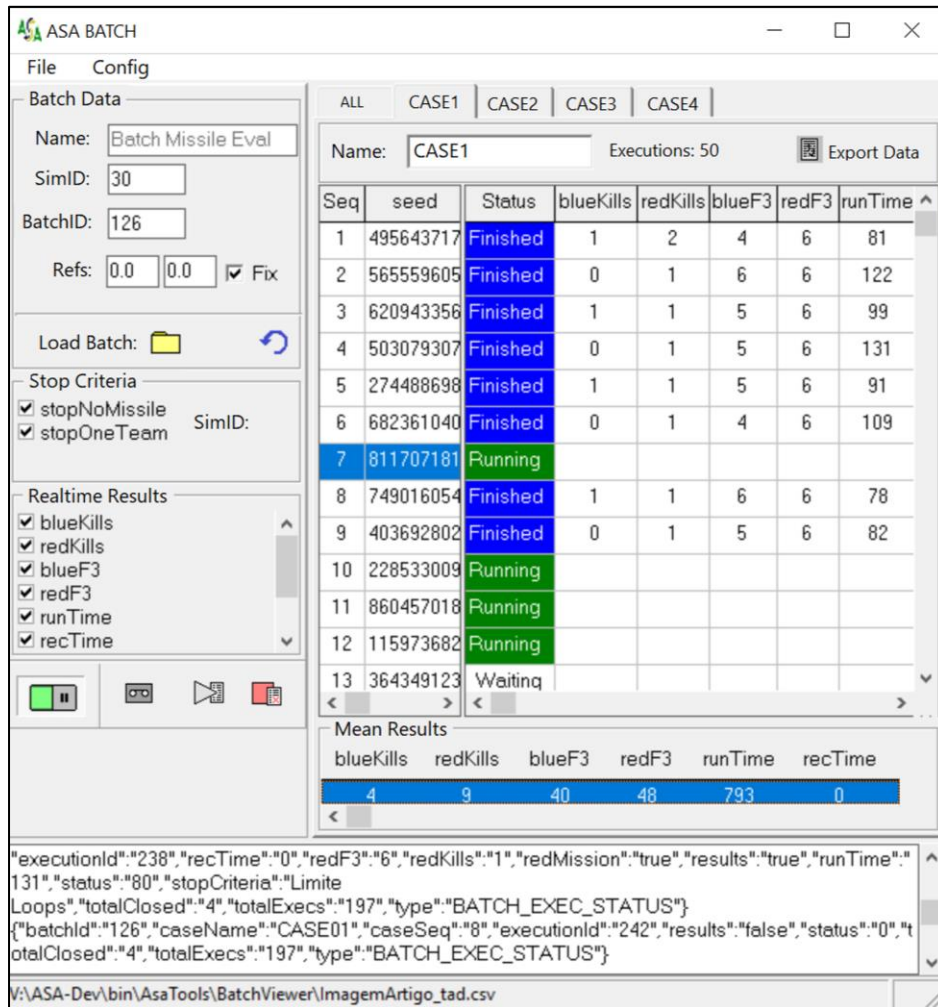 ASA BATCH
File Config
Batch Data
Name: Batch Missile Eval
SimID: 30
BatchID: 126
Refs: 0.0 0.0 Fix
Load Batch:
Stop Criteria
stopNoMissile
stopOneTeam
SimID:
Realtime Results
blueKills
redKills
blueF3
redF3
runTime
recTime
ALL CASE1 CASE2 CASE3 CASE4
Name: CASE1 Executions: 50 Export Data
Seq seed Status blueKills redKills blueF3 redF3 runTime
1 495643717 Finished 1 2 4 6 81
2 565559605 Finished 0 1 6 6 122
3 620943356 Finished 1 1 5 6 99
4 503079307 Finished 0 1 5 6 131
5 274488698 Finished 1 1 5 6 91
6 682361040 Finished 0 1 4 6 109
7 811707181 Running
8 749016054 Finished 1 1 6 6 78
9 403692802 Finished 0 1 5 6 82
10 228533009 Running
11 860457018 Running
12 115973682 Running
13 364349123 Waiting
Mean Results
blueKills redKills blueF3 redF3 runTime recTime
4 9 40 48 793 0
"executionId":"238","recTime":"0","redF3":"6","redKills":"1","redMission":"true","results":"true","runTime":"
131","status":"80","stopCriteria":"Limite
Loops","totalClosed":"4","totalExecs":"197","type":"BATCH_EXEC_STATUS"}
{"batchId":"126","caseName":"CASE01","caseSeq":"8","executionId":"242","results":"false","status":"0","t
otalClosed":"4","totalExecs":"197","type":"BATCH_EXEC_STATUS"}
V:\ASA-Dev\bin\AsaTools\BatchViewer\ImagemArtigo_tad.csv